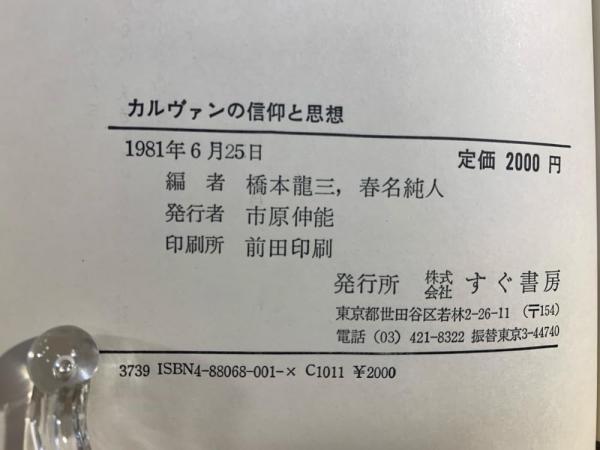 カルヴァンの信仰と思想
1981年6月25日 定価 2000 円
編者 橋本龍三，春名純人
発行者 市原伸能
印刷所 前田印刷
発行所 株式会社 すぐ書房
東京都世田谷区若林2-26-11 （〒154）
電話（03）421-8322 振替東京3-44740
3739 ISBN4-88068-001-× C1011 ¥2000